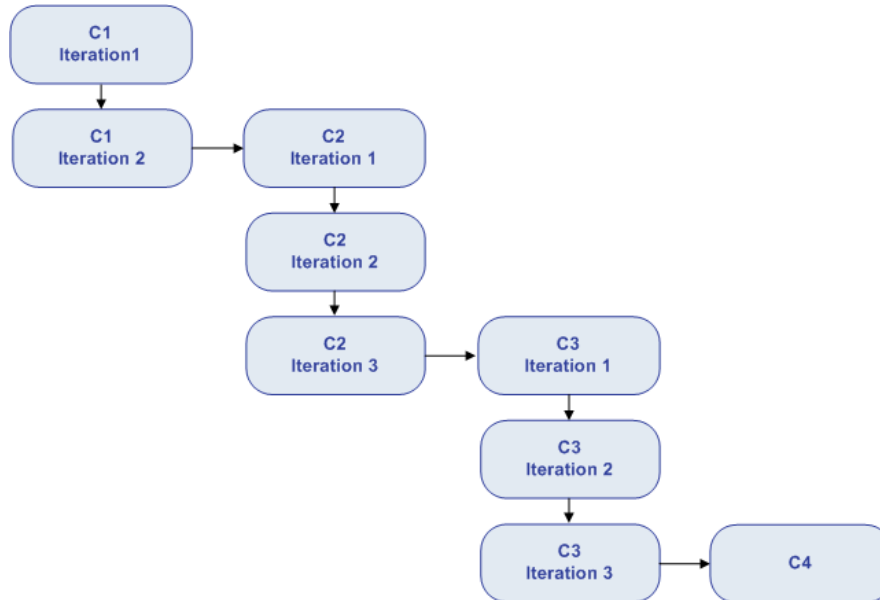 C1
Iteration1
C1
Iteration 2
C2
Iteration 1
C2
Iteration 2
C2
Iteration 3
C3
Iteration 1
C3
Iteration 2
C3
Iteration 3
C4